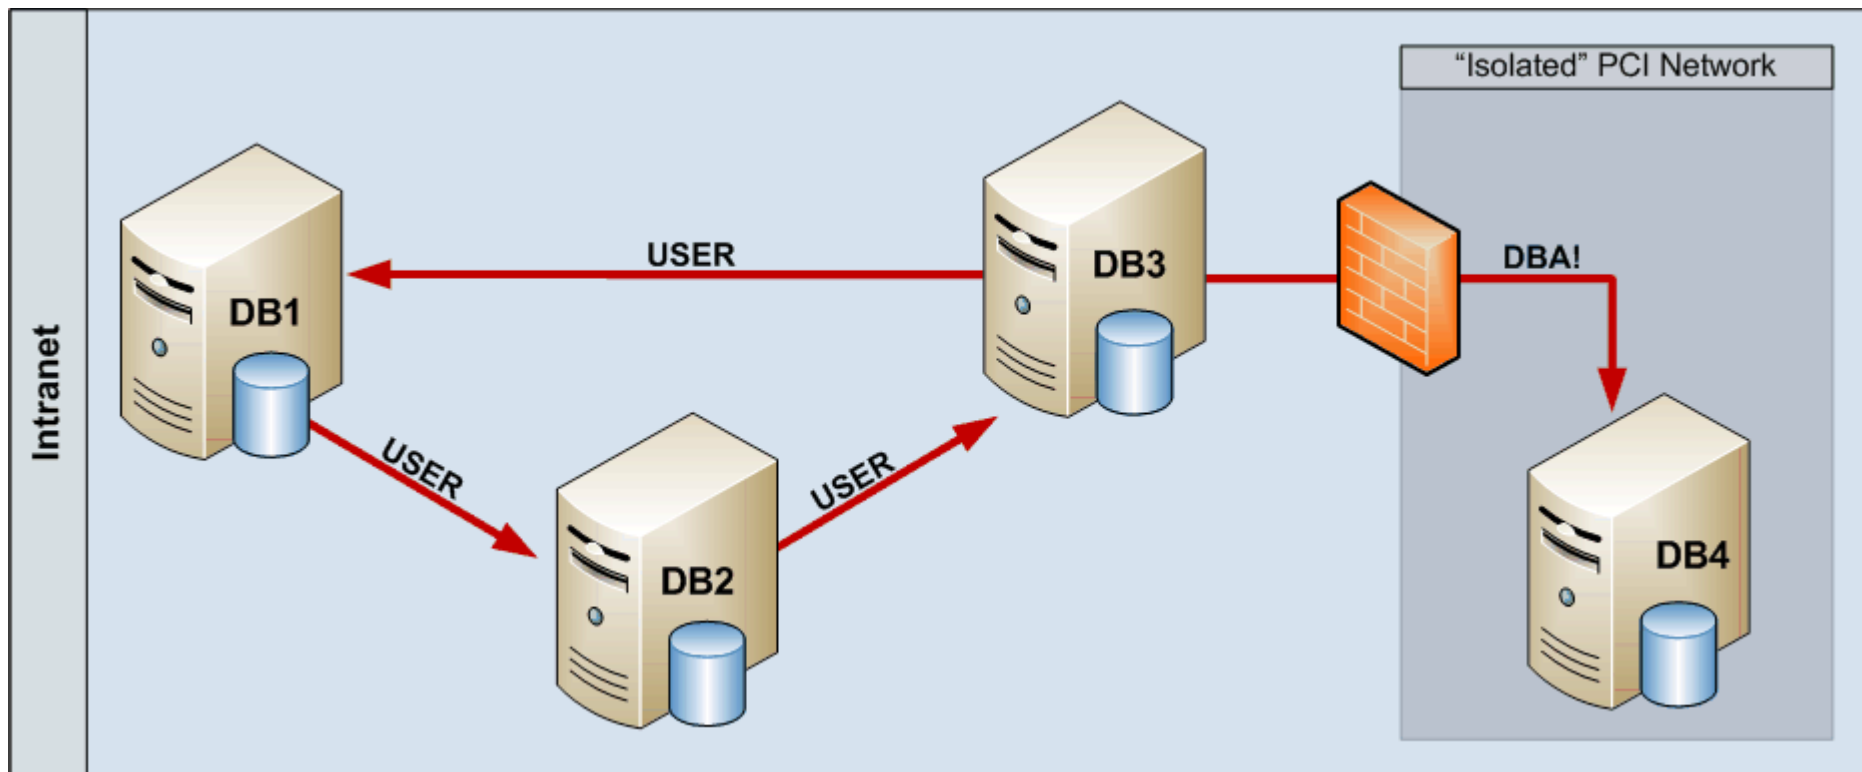 Intranet
“Isolated” PCI Network
USER
DB3
DBA!
DB1
USER
USER
DB2
DB4